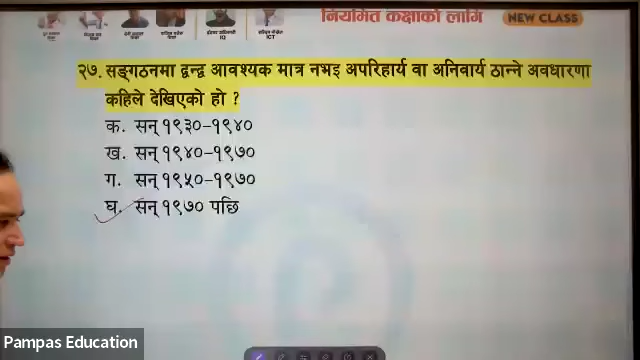 नियमित कक्षाको लागि NEW CLASS
२७. सङ्गठनमा द्वन्द्व आवश्यक मात्र नभइ अपरिहार्य वा अनिवार्य ठान्ने अवधारणा
कहिले देखिएको हो ?
क. सन् १९३०-१९४०
ख. सन् १९४०-१९७०
ग. सन् १९५०-१९७०
घ. सन् १९७० पछि
Pampas Education